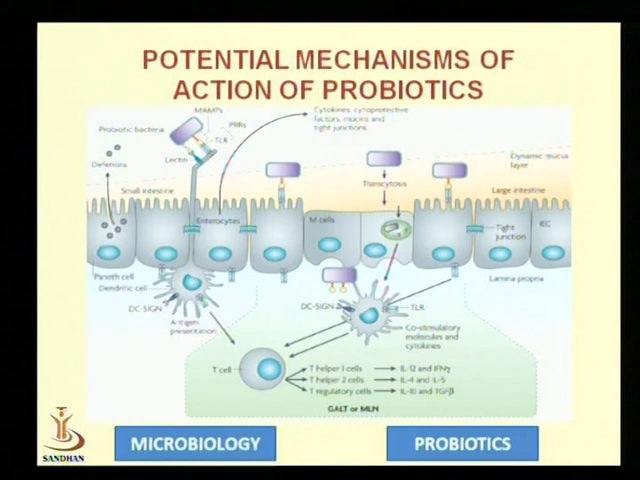 POTENTIAL MECHANISMS OF
ACTION OF PROBIOTICS
MAMPs
PRRs
Cytokines, cytoprotective
factors, mucins and
tight junctions
Probiotic bacteria
TLR
Defensins
Lectin
Dynamic mucus
layer
Small intestine
Transcytosis
Large intestine
Enterocytes
M cells
Tight
junction
IEC
Paneth cell
Lamina propria
Dendritic cell
DC-SIGN
DC-SIGN
TLR
Antigen
presentation
Co-stimulatory
molecules and
cytokines
T cell
T helper 1 cells
IL-12 and IFNγ
T helper 2 cells
IL-4 and IL-5
T regulatory cells
IL-10 and TGFβ
GALT or MLN
SANDHAN
MICROBIOLOGY
PROBIOTICS